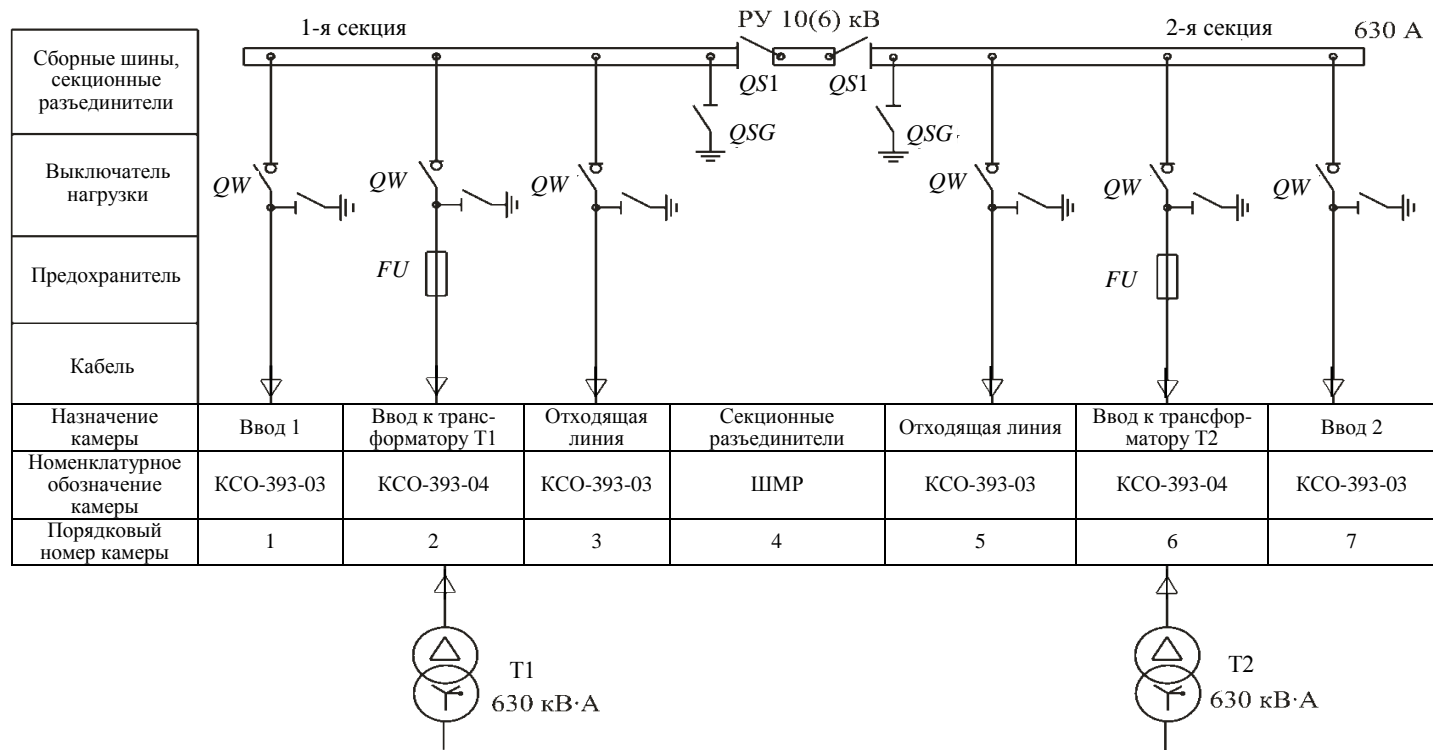 РУ 10(6) кВ
1-я секция
2-я секция
630 А
Сборные шины,
секционные
разъединители
QS1
QS1
QSG
QSG
Выключатель
нагрузки
QW
QW
QW
QW
QW
QW
Предохранитель
FU
FU
Кабель
Назначение
камеры
Ввод 1
Ввод к транс-
форматору Т1
Отходящая
линия
Секционные
разъединители
Отходящая линия
Ввод к трансфор-
матору Т2
Ввод 2
Номенклатурное
обозначение
камеры
КСО-393-03
КСО-393-04
КСО-393-03
ШМР
КСО-393-03
КСО-393-04
КСО-393-03
Порядковый
номер камеры
1
2
3
4
5
6
7
Т1
630 кВ·А
Т2
630 кВ·А